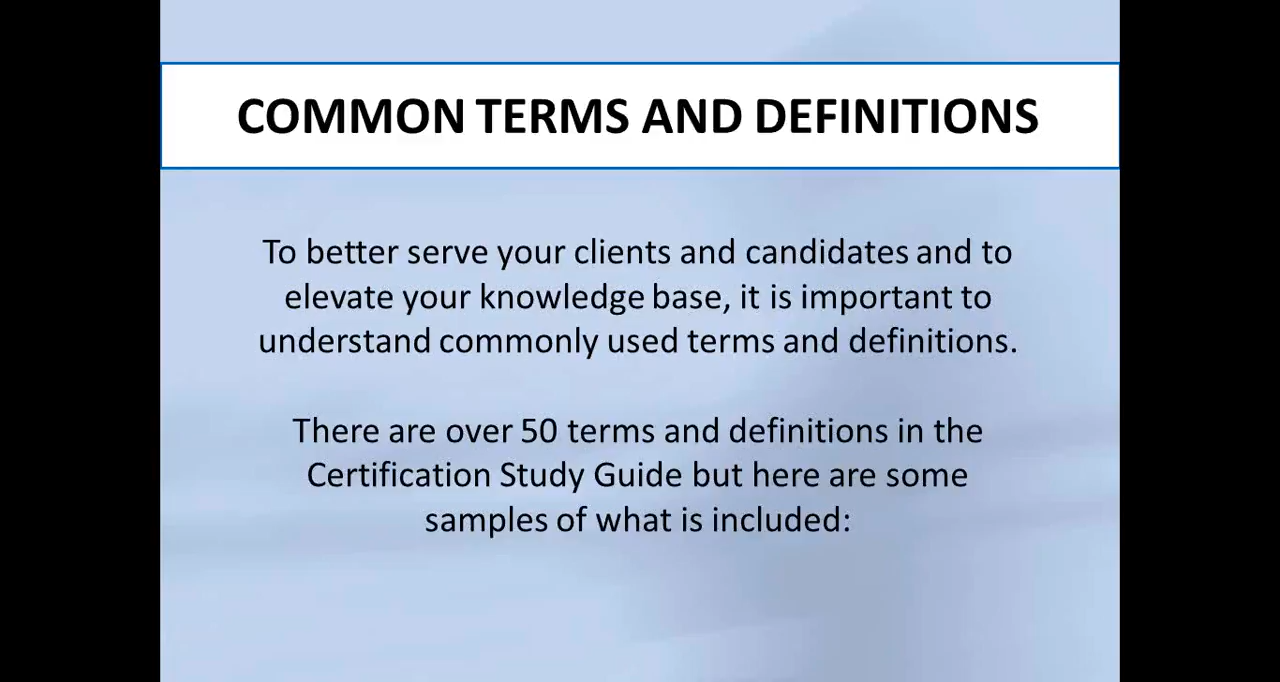 COMMON TERMS AND DEFINITIONS
To better serve your clients and candidates and to
elevate your knowledge base, it is important to
understand commonly used terms and definitions.
There are over 50 terms and definitions in the
Certification Study Guide but here are some
samples of what is included: